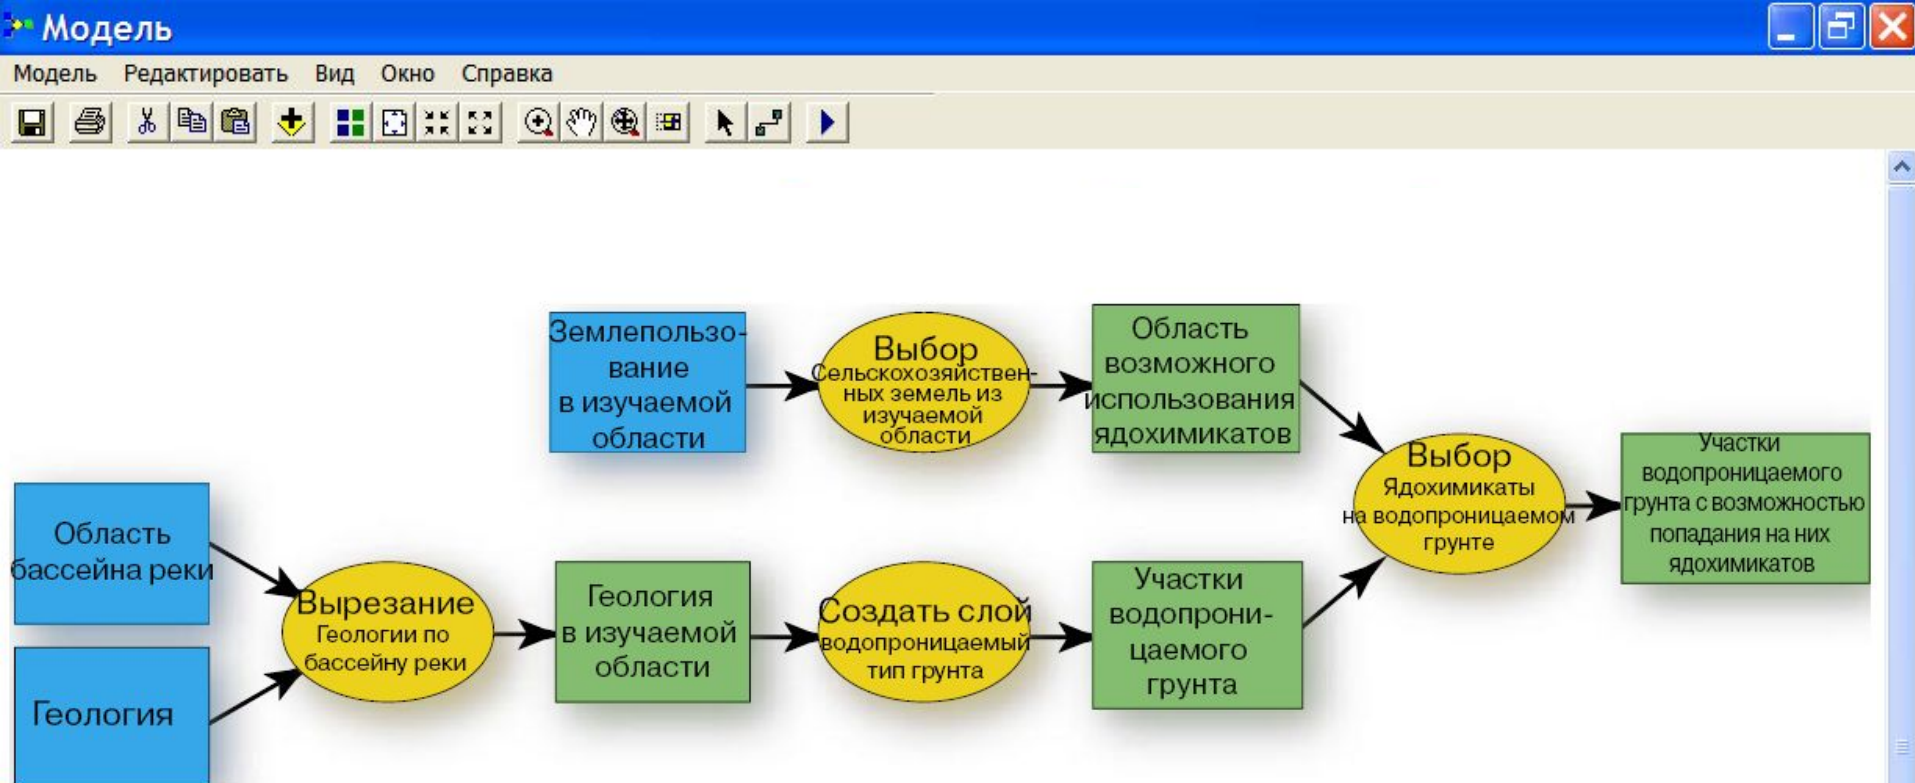 Модель
Модель Редактировать Вид Окно Справка
Землепользо-
вание
в изучаемой
области
Выбор
Сельскохозяйствен-
ных земель из
изучаемой
области
Область
возможного
использования
ядохимикатов
Выбор
Ядохимикаты
на водопроницаемом
грунте
Участки
водопроницаемого
грунта с возможностью
попадания на них
ядохимикатов
Область
бассейна реки
Геология
Вырезание
Геологии по
бассейну реки
Геология
в изучаемой
области
Создать слой
водопроницаемый
тип грунта
Участки
водопрони-
цаемого
грунта